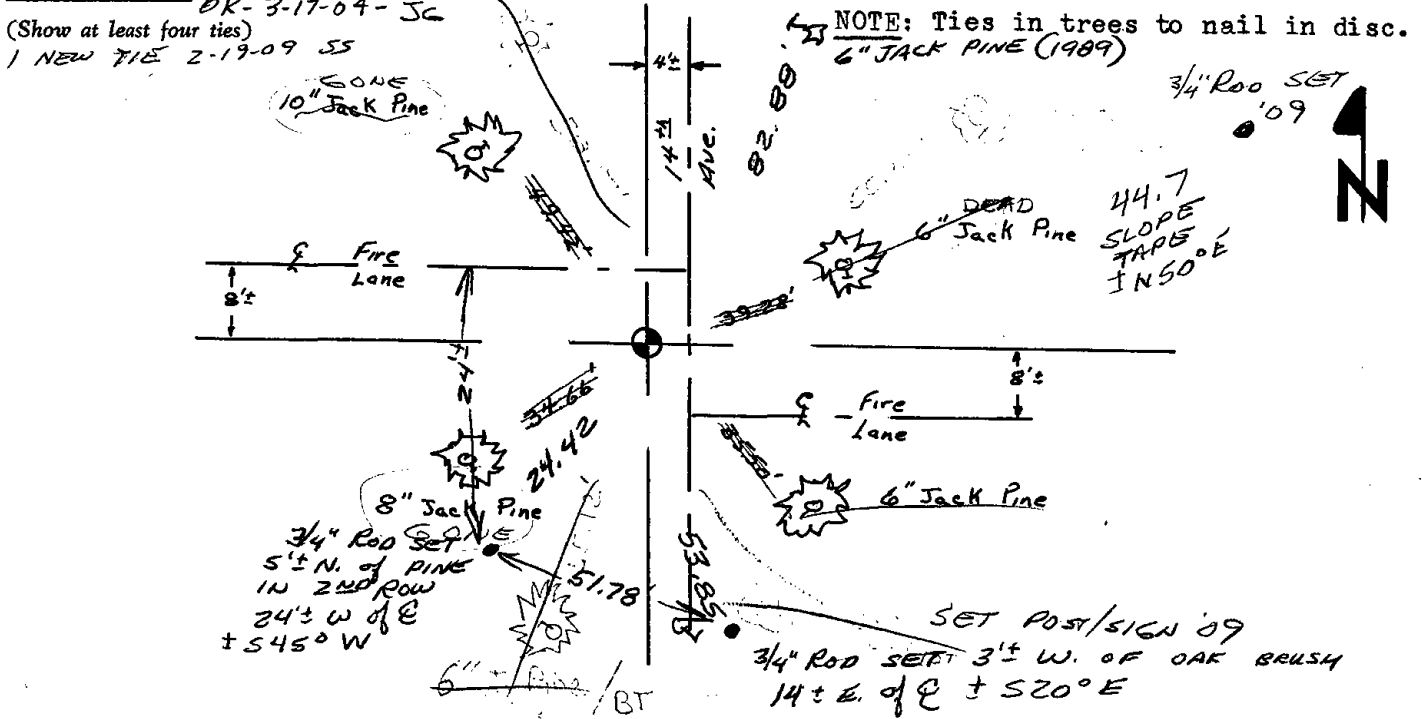 OK - 3-17-04 - JG
(Show at least four ties)
1 NEW TIE 2-19-09 SS
NOTE: Ties in trees to nail in disc.
6" JACK PINE (1989)
4'±
82.88'
3/4" ROD SET
'09
N
GONE
10" Jack Pine
49.42
14th Ave.
DEAD
6" Jack Pine
44.7
SLOPE
TAPE
± N50°E
℄ Fire
Lane
8'±
39.28'
24'±
34.66
24.42
8'±
℄ Fire
Lane
8" Jack Pine
6" Jack Pine
3/4" ROD SET
5'± N. of PINE
IN 2ND ROW
24'± W of ℄
± S45° W
51.78
53.85
6"± Pine / BT
SET POST/SIGN '09
3/4" ROD SET 3'± W. OF OAK BRUSH
14± E. of ℄ ± S20° E